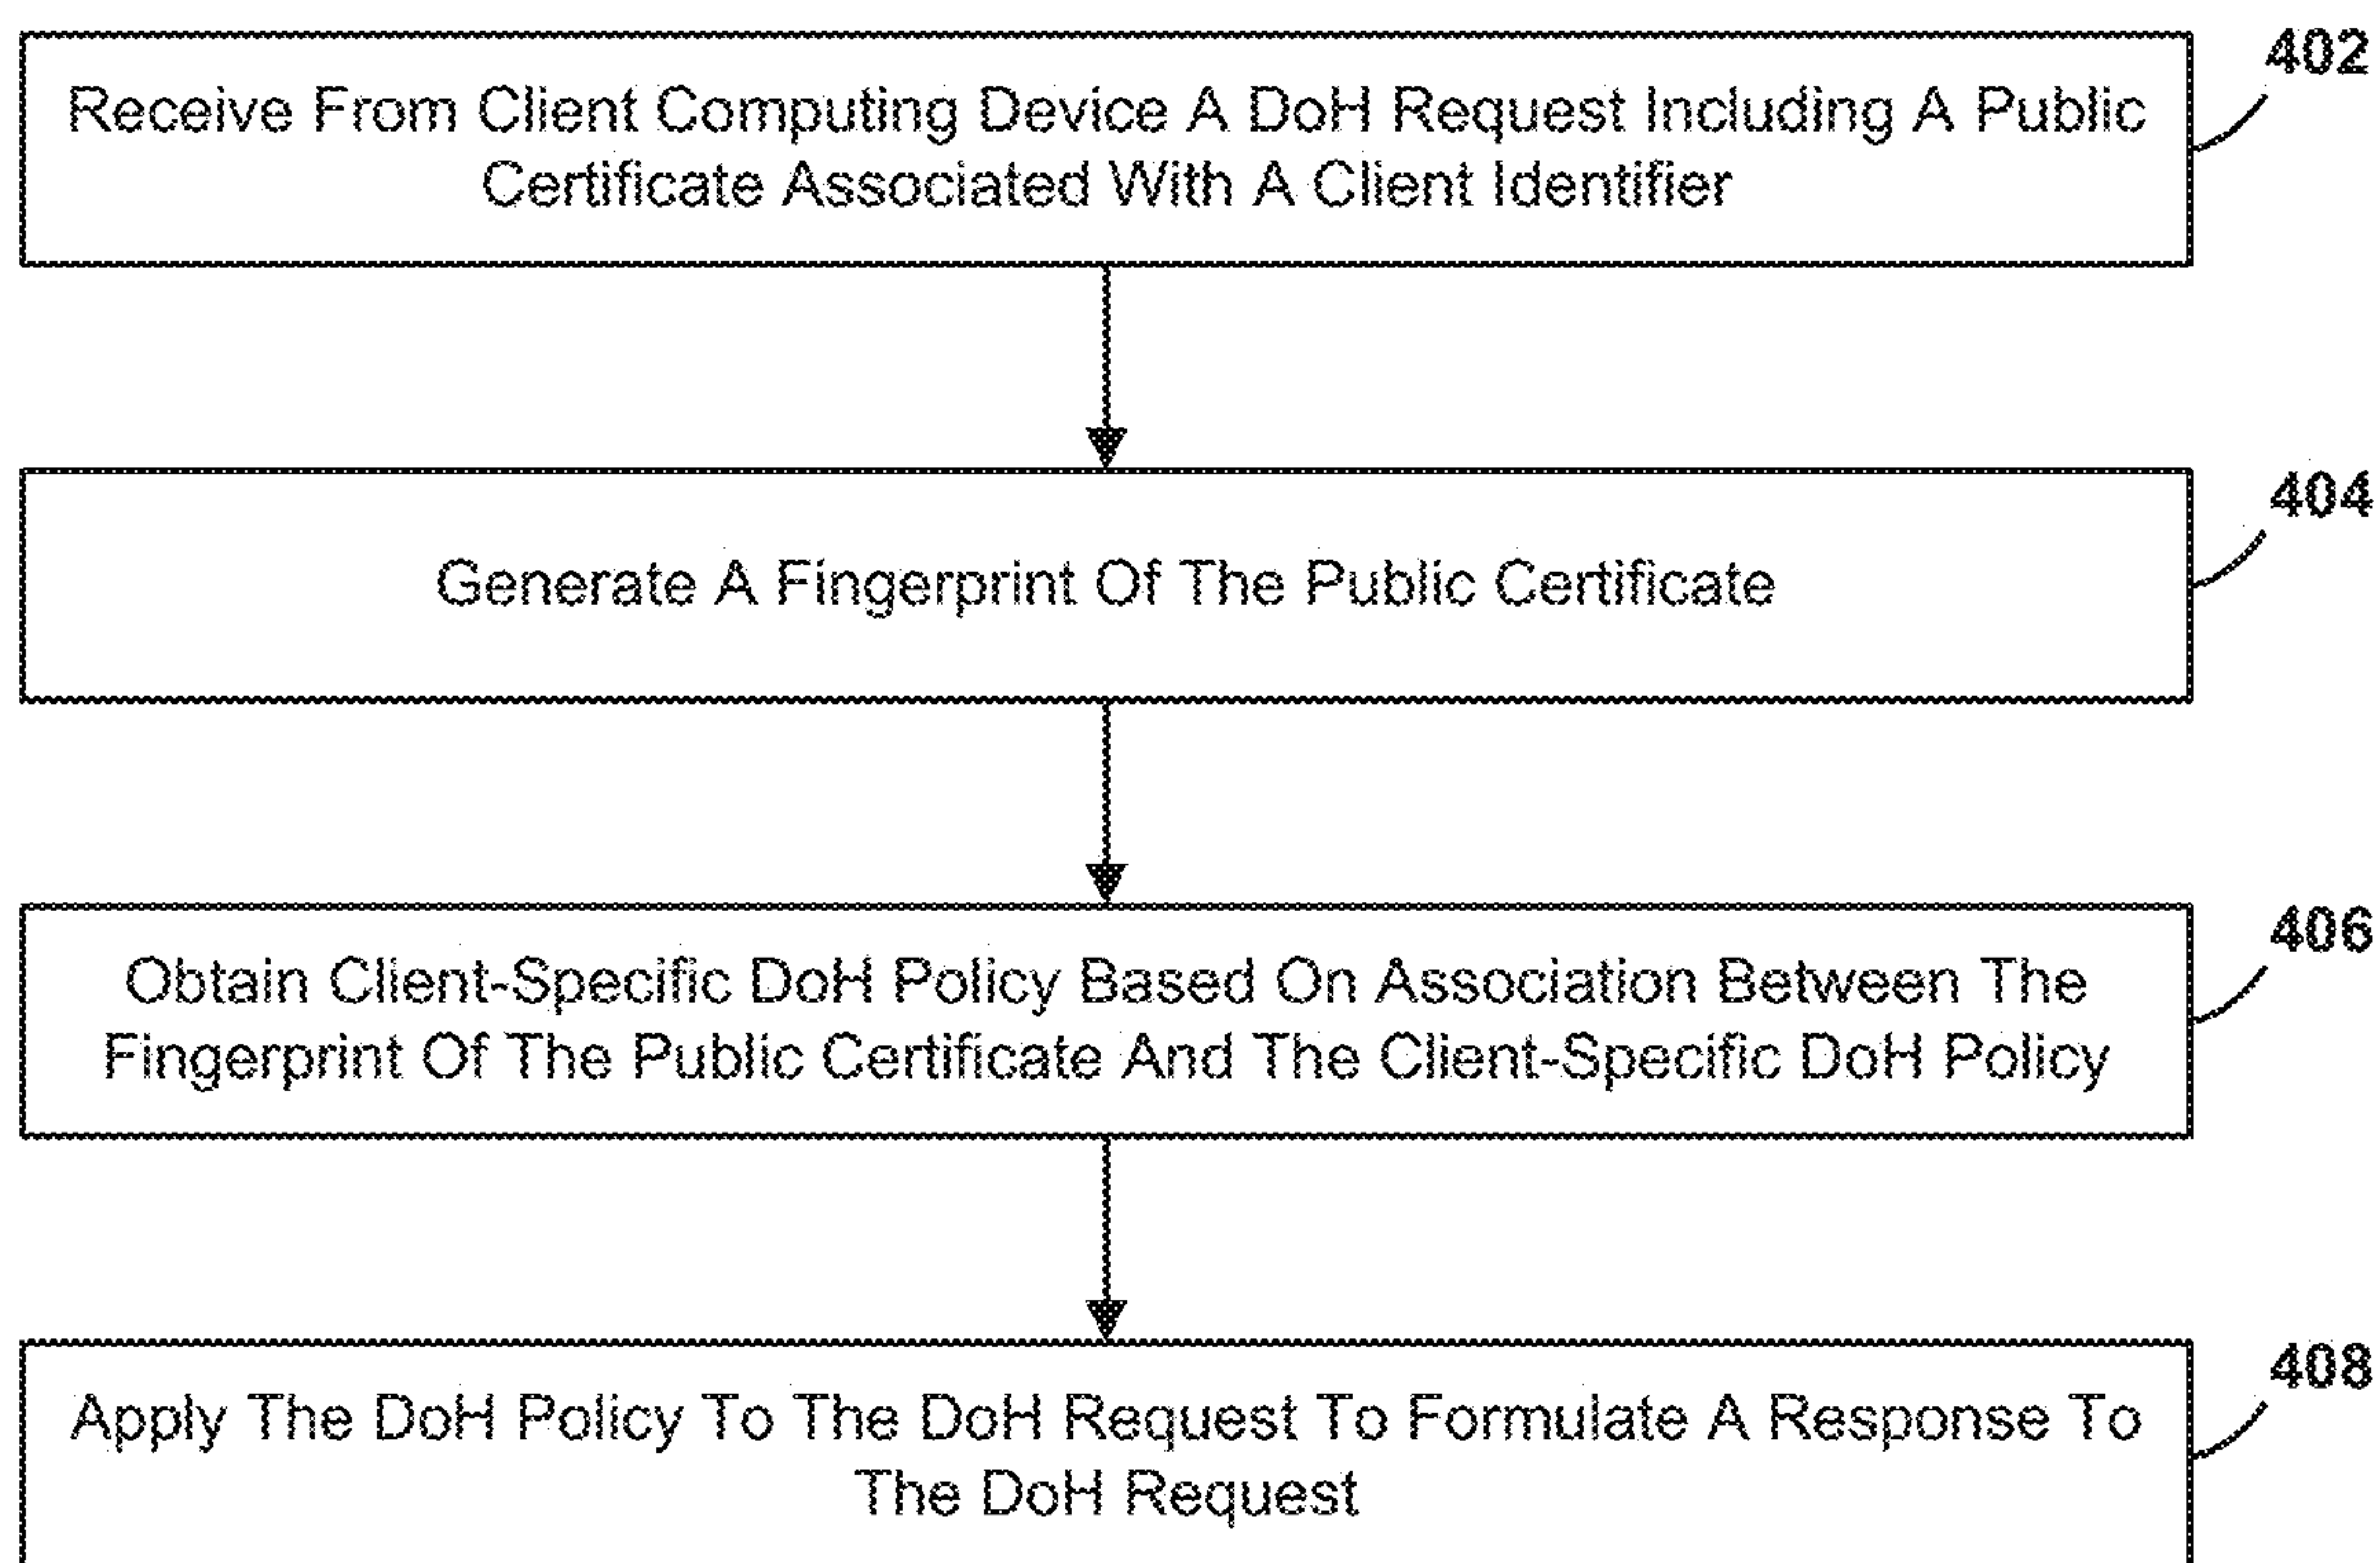 402
Receive From Client Computing Device A DoH Request Including A Public
Certificate Associated With A Client Identifier
404
Generate A Fingerprint Of The Public Certificate
406
Obtain Client-Specific DoH Policy Based On Association Between The
Fingerprint Of The Public Certificate And The Client-Specific DoH Policy
408
Apply The DoH Policy To The DoH Request To Formulate A Response To
The DoH Request